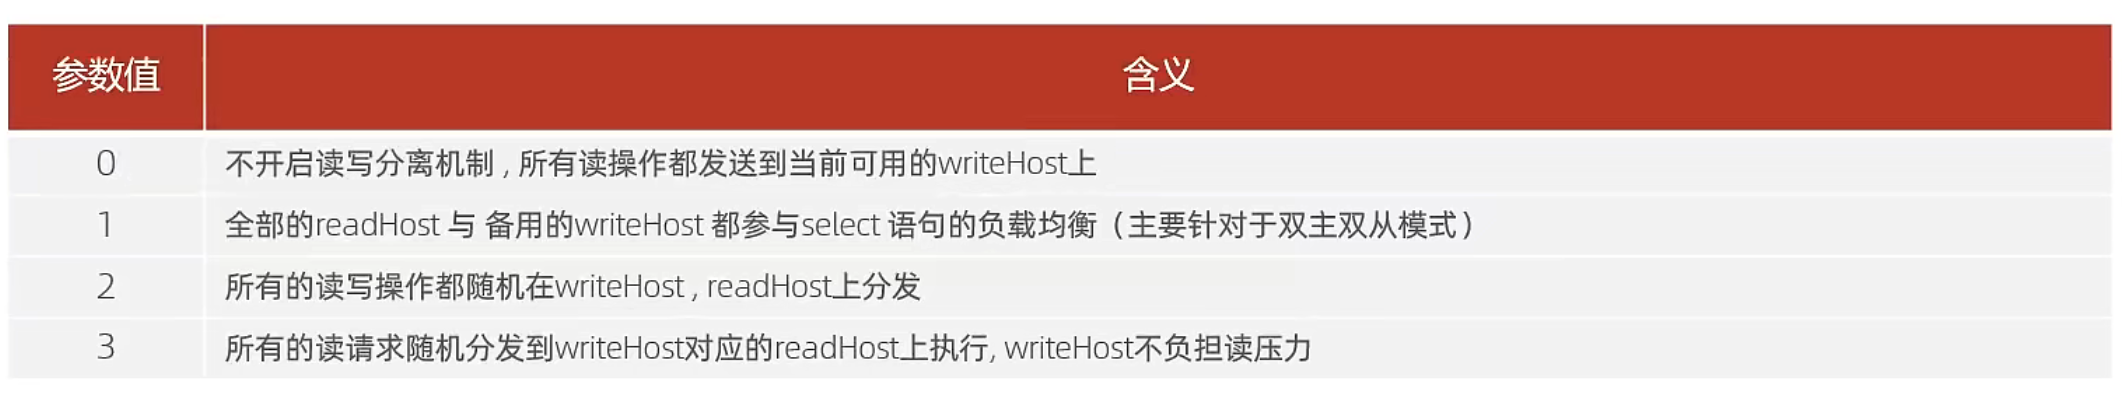 参数值 含义
0 不开启读写分离机制 , 所有读操作都发送到当前可用的writeHost上
1 全部的readHost 与 备用的writeHost 都参与select 语句的负载均衡（主要针对于双主双从模式）
2 所有的读写操作都随机在writeHost , readHost上分发
3 所有的读请求随机分发到writeHost对应的readHost上执行, writeHost不负担读压力